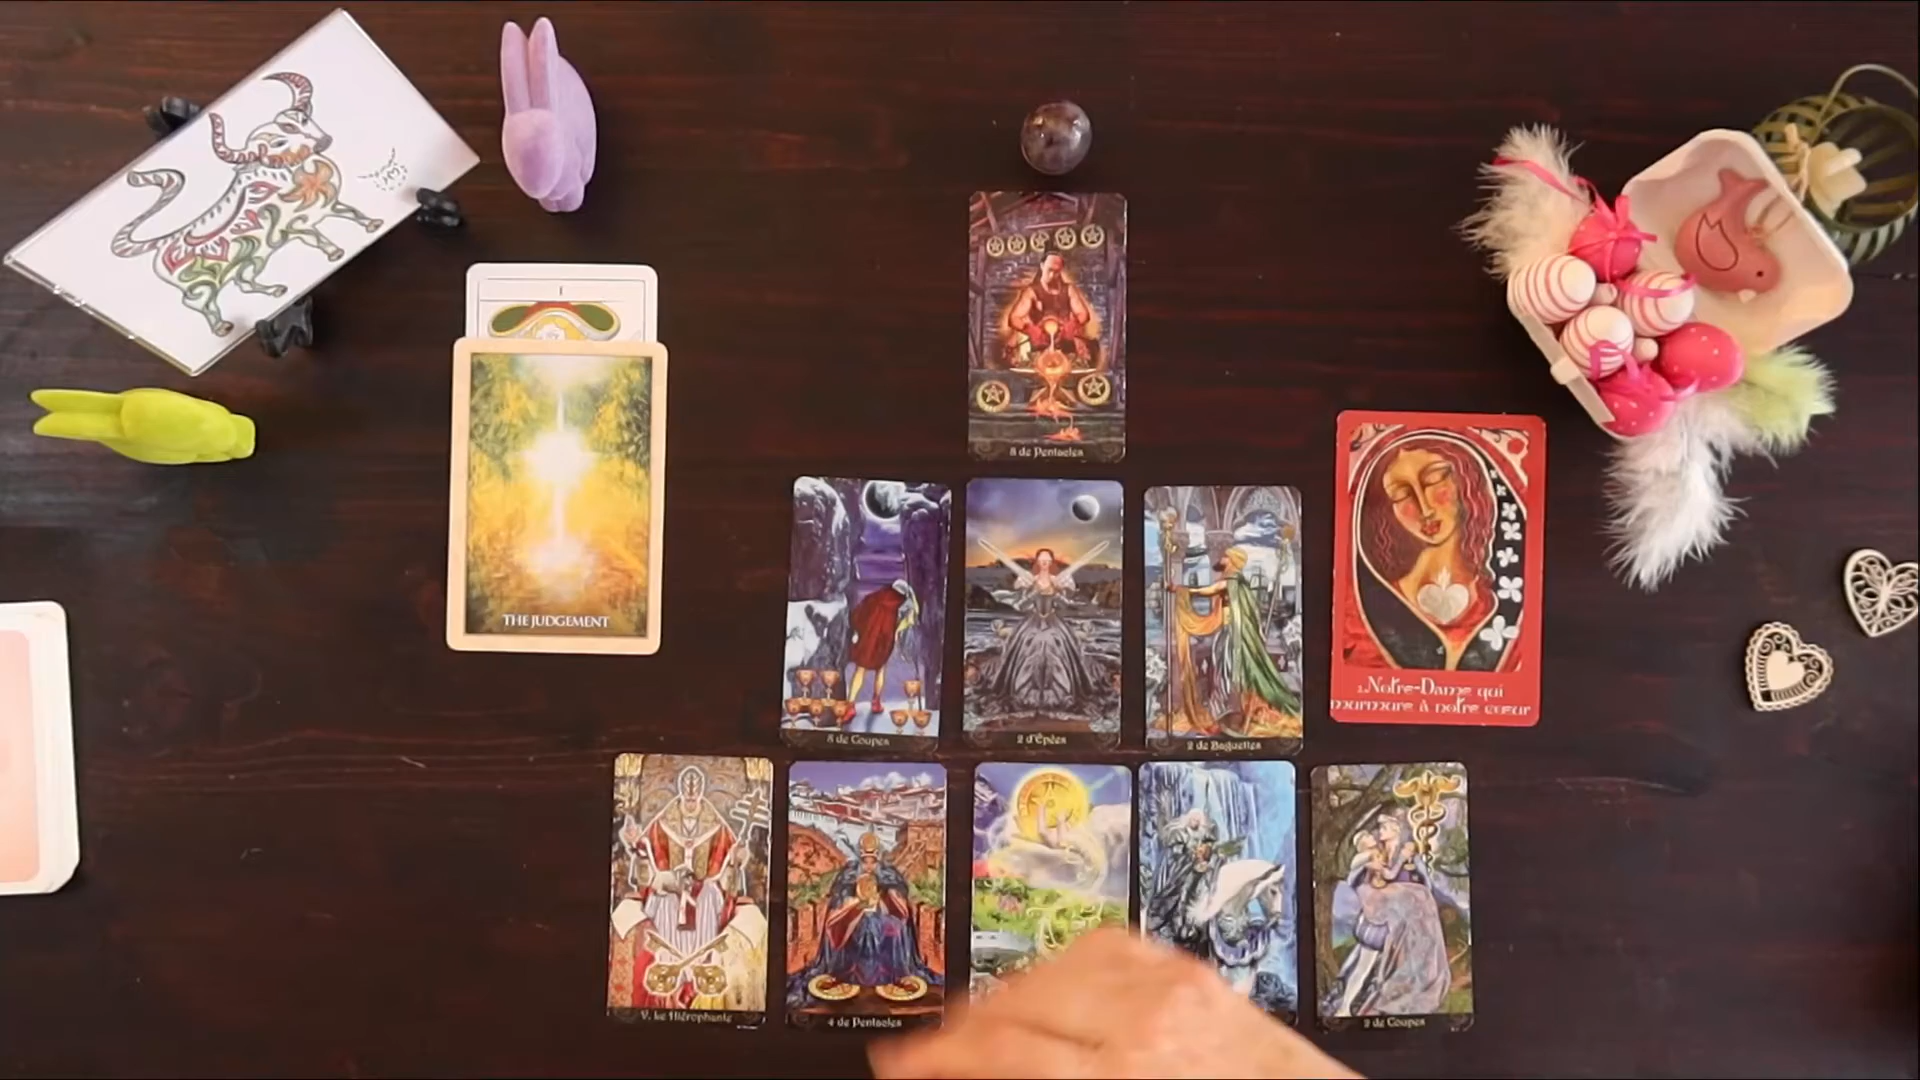 I
8 de Pentacles
THE JUDGEMENT
8 de Coupes
2 d'Épées
2 de Baguettes
Notre-Dame qui
murmure à notre coeur
V. Le Hiérophante
4 de Pentacles
2 de Coupes